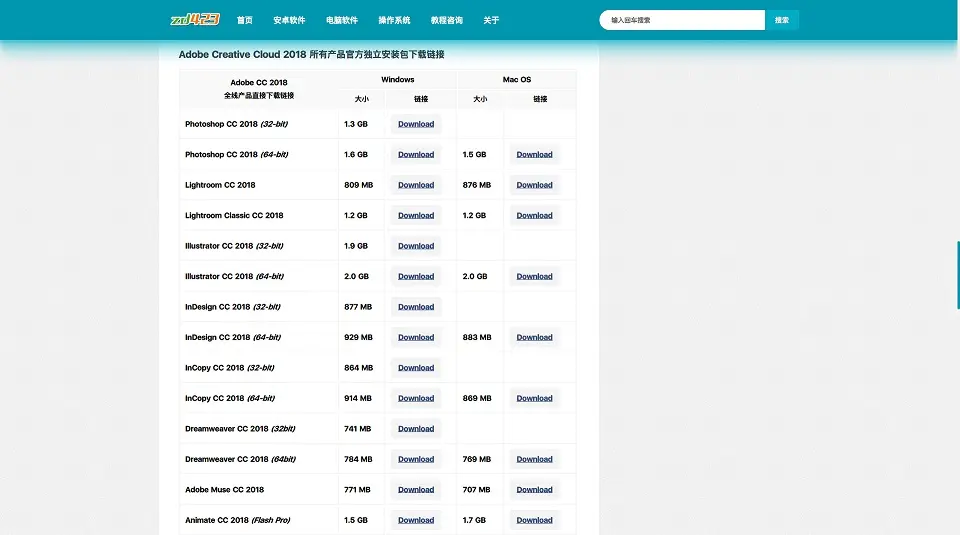 zd423 首页 安卓软件 电脑软件 操作系统 教程咨询 关于 输入回车搜索 搜索
Adobe Creative Cloud 2018 所有产品官方独立安装包下载链接
Adobe CC 2018 Windows Mac OS
全线产品直接下载链接 大小 链接 大小 链接
Photoshop CC 2018 (32-bit) 1.3 GB Download
Photoshop CC 2018 (64-bit) 1.6 GB Download 1.5 GB Download
Lightroom CC 2018 809 MB Download 876 MB Download
Lightroom Classic CC 2018 1.2 GB Download 1.2 GB Download
Illustrator CC 2018 (32-bit) 1.9 GB Download
Illustrator CC 2018 (64-bit) 2.0 GB Download 2.0 GB Download
InDesign CC 2018 (32-bit) 877 MB Download
InDesign CC 2018 (64-bit) 929 MB Download 883 MB Download
InCopy CC 2018 (32-bit) 864 MB Download
InCopy CC 2018 (64-bit) 914 MB Download 869 MB Download
Dreamweaver CC 2018 (32bit) 741 MB Download
Dreamweaver CC 2018 (64bit) 784 MB Download 769 MB Download
Adobe Muse CC 2018 771 MB Download 707 MB Download
Animate CC 2018 (Flash Pro) 1.5 GB Download 1.7 GB Download